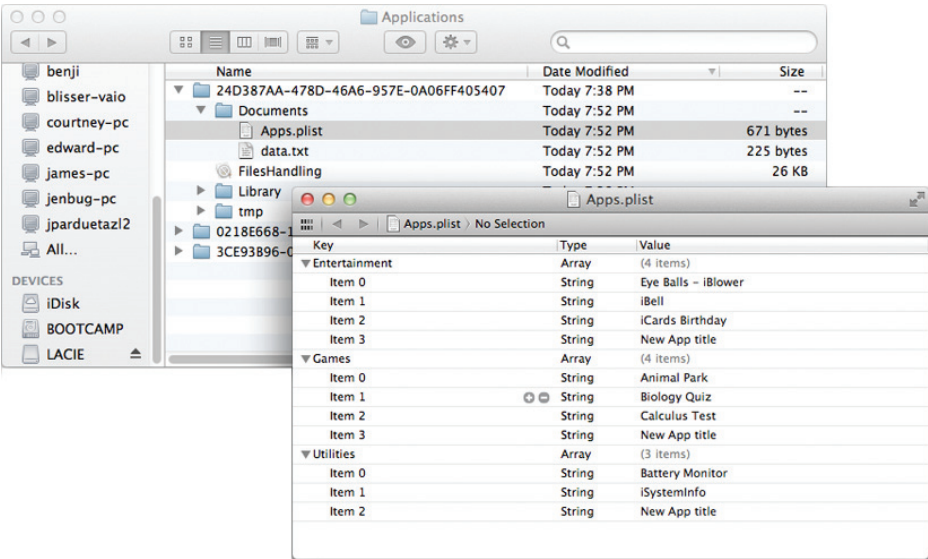 Applications
benji
blisser-vaio
courtney-pc
edward-pc
james-pc
jenbug-pc
jparduetazl2
All...
DEVICES
iDisk
BOOTCAMP
LACIE
Name Date Modified Size
24D387AA-478D-46A6-957E-0A06FF405407 Today 7:38 PM --
Documents Today 7:52 PM --
Apps.plist Today 7:52 PM 671 bytes
data.txt Today 7:52 PM 225 bytes
FilesHandling Today 7:52 PM 26 KB
Library
tmp
0218E668-1
3CE93B96-0
Apps.plist
Apps.plist No Selection
Key Type Value
Entertainment Array (4 items)
Item 0 String Eye Balls - iBlower
Item 1 String iBell
Item 2 String iCards Birthday
Item 3 String New App title
Games Array (4 items)
Item 0 String Animal Park
Item 1 String Biology Quiz
Item 2 String Calculus Test
Item 3 String New App title
Utilities Array (3 items)
Item 0 String Battery Monitor
Item 1 String iSystemInfo
Item 2 String New App title